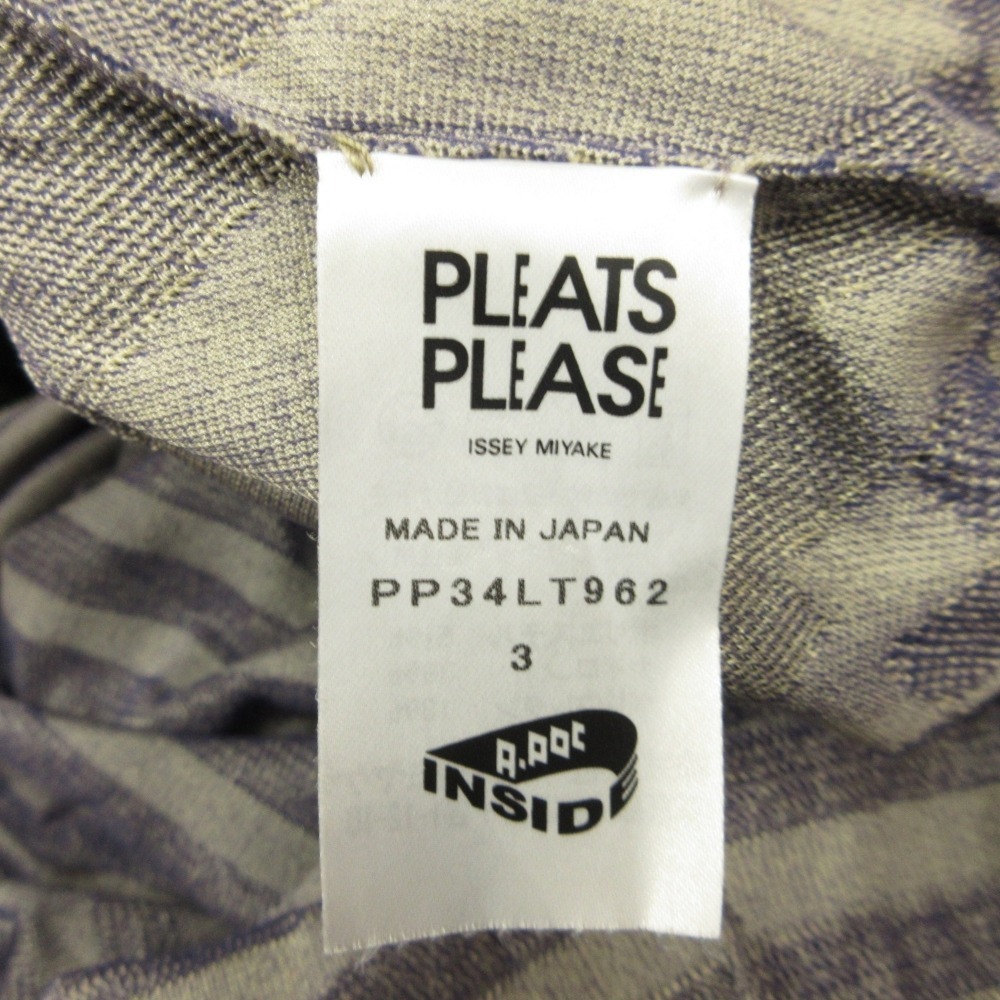 PLEATS
PLEASE
ISSEY MIYAKE
MADE IN JAPAN
PP34LT962
3
A.POC
INSIDE